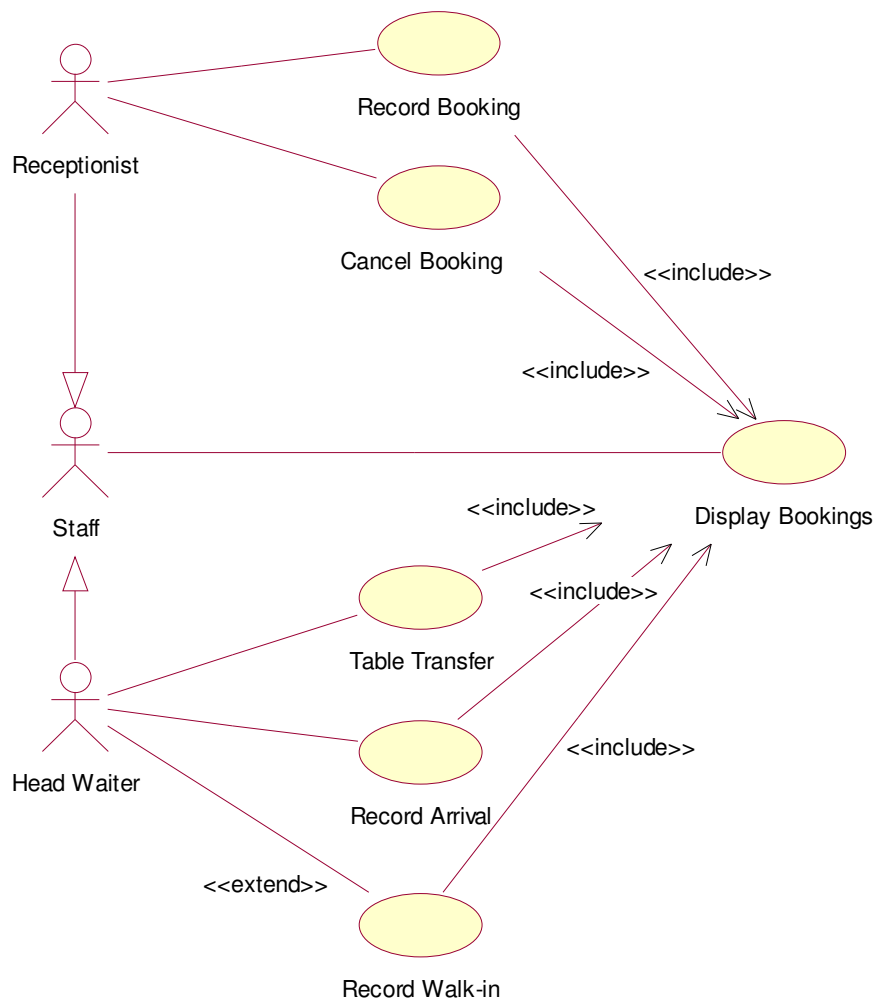 Record Booking
Receptionist
Cancel Booking
<<include>>
<<include>>
<<include>>
Display Bookings
Staff
<<include>>
Table Transfer
<<include>>
Head Waiter
Record Arrival
<<extend>>
Record Walk-in